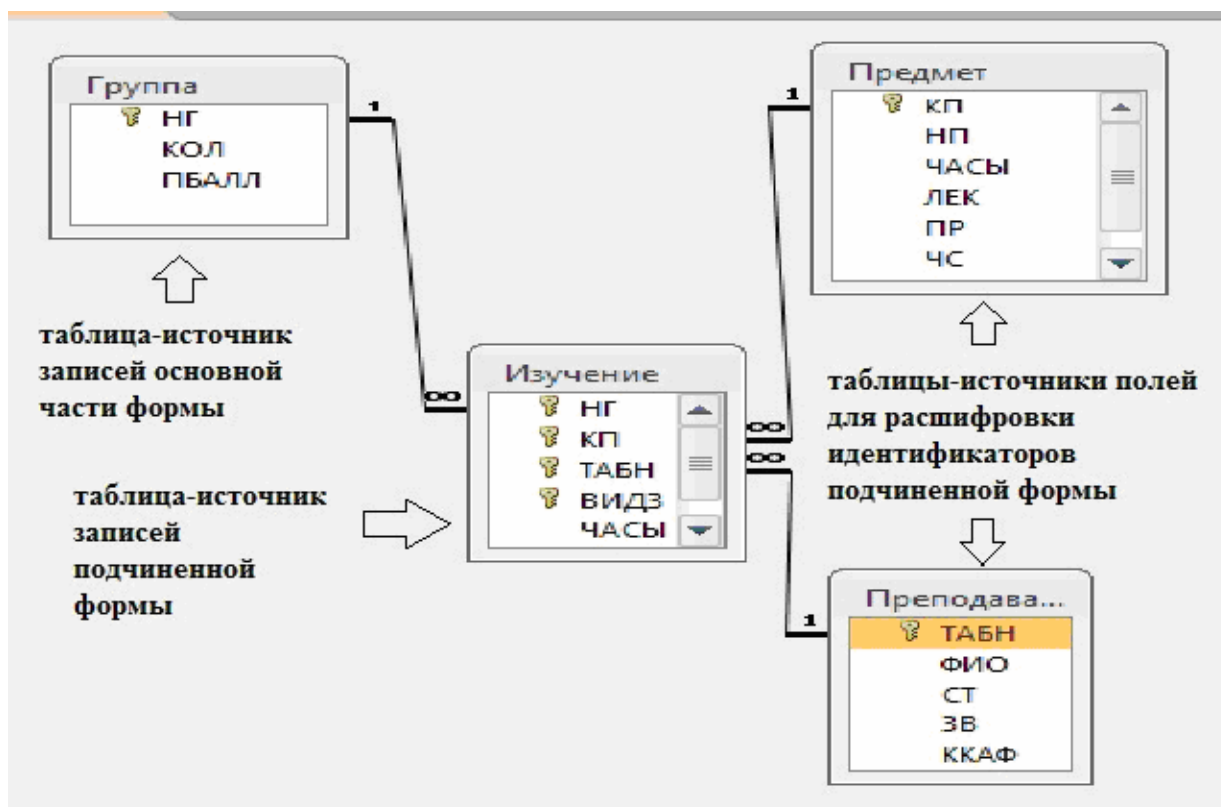 Группа
НГ
КОЛ
ПБАЛЛ
1
таблица-источник
записей основной
части формы
Предмет
КП
НП
ЧАСЫ
ЛЕК
ПР
ЧС
1
таблицы-источники полей
для расшифровки
идентификаторов
подчиненной формы
Изучение
НГ
КП
ТАБН
ВИДЗ
ЧАСЫ
∞
∞
∞
таблица-источник
записей
подчиненной
формы
Преподава...
ТАБН
ФИО
СТ
ЗВ
ККАФ
1